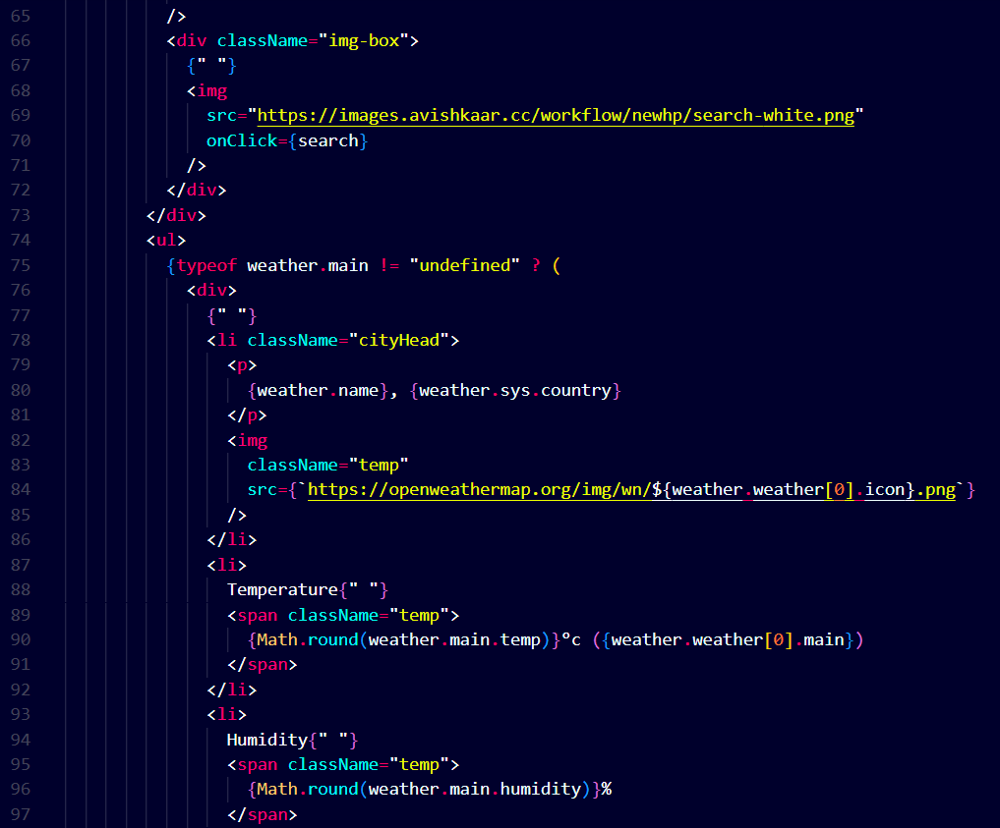 65 />
66 <div className="img-box">
67 {" "}
68 <img
69 src="https://images.avishkaar.cc/workflow/newhp/search-white.png"
70 onClick={search}
71 />
72 </div>
73 </div>
74 <ul>
75 {typeof weather.main != "undefined" ? (
76 <div>
77 {" "}
78 <li className="cityHead">
79 <p>
80 {weather.name}, {weather.sys.country}
81 </p>
82 <img
83 className="temp"
84 src={`https://openweathermap.org/img/wn/${weather.weather[0].icon}.png`}
85 />
86 </li>
87 <li>
88 Temperature{" "}
89 <span className="temp">
90 {Math.round(weather.main.temp)}°c ({weather.weather[0].main})
91 </span>
92 </li>
93 <li>
94 Humidity{" "}
95 <span className="temp">
96 {Math.round(weather.main.humidity)}%
97 </span>